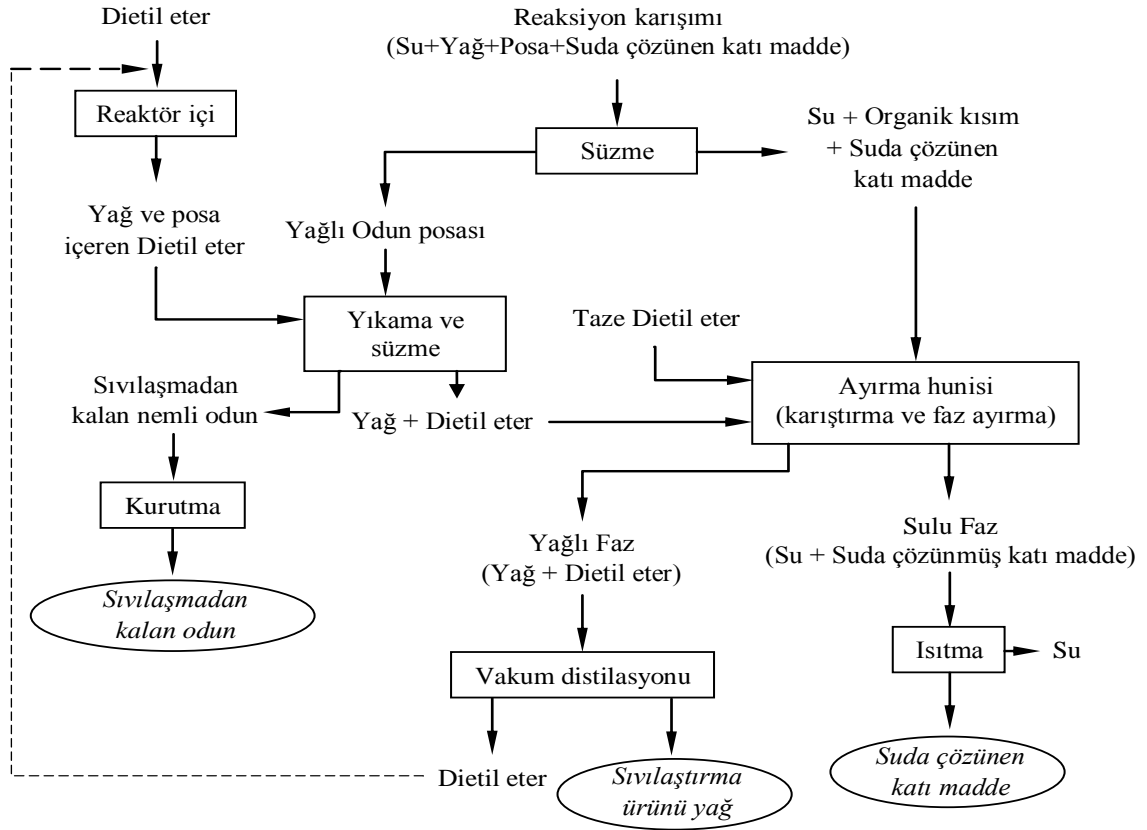 Dietil eter
Reaksiyon karışımı
(Su+Yağ+Posa+Suda çözünen katı madde)
Reaktör içi
Süzme
Su + Organik kısım
+ Suda çözünen
katı madde
Yağ ve posa
içeren Dietil eter
Yağlı Odun posası
Yıkama ve
süzme
Taze Dietil eter
Ayırma hunisi
(karıştırma ve faz ayırma)
Sıvılaşmadan
kalan nemli odun
Yağ + Dietil eter
Kurutma
Sıvılaşmadan
kalan odun
Yağlı Faz
(Yağ + Dietil eter)
Sulu Faz
(Su + Suda çözünmüş katı madde)
Isıtma
Su
Vakum distilasyonu
Dietil eter
Sıvılaştırma
ürünü yağ
Suda çözünen
katı madde